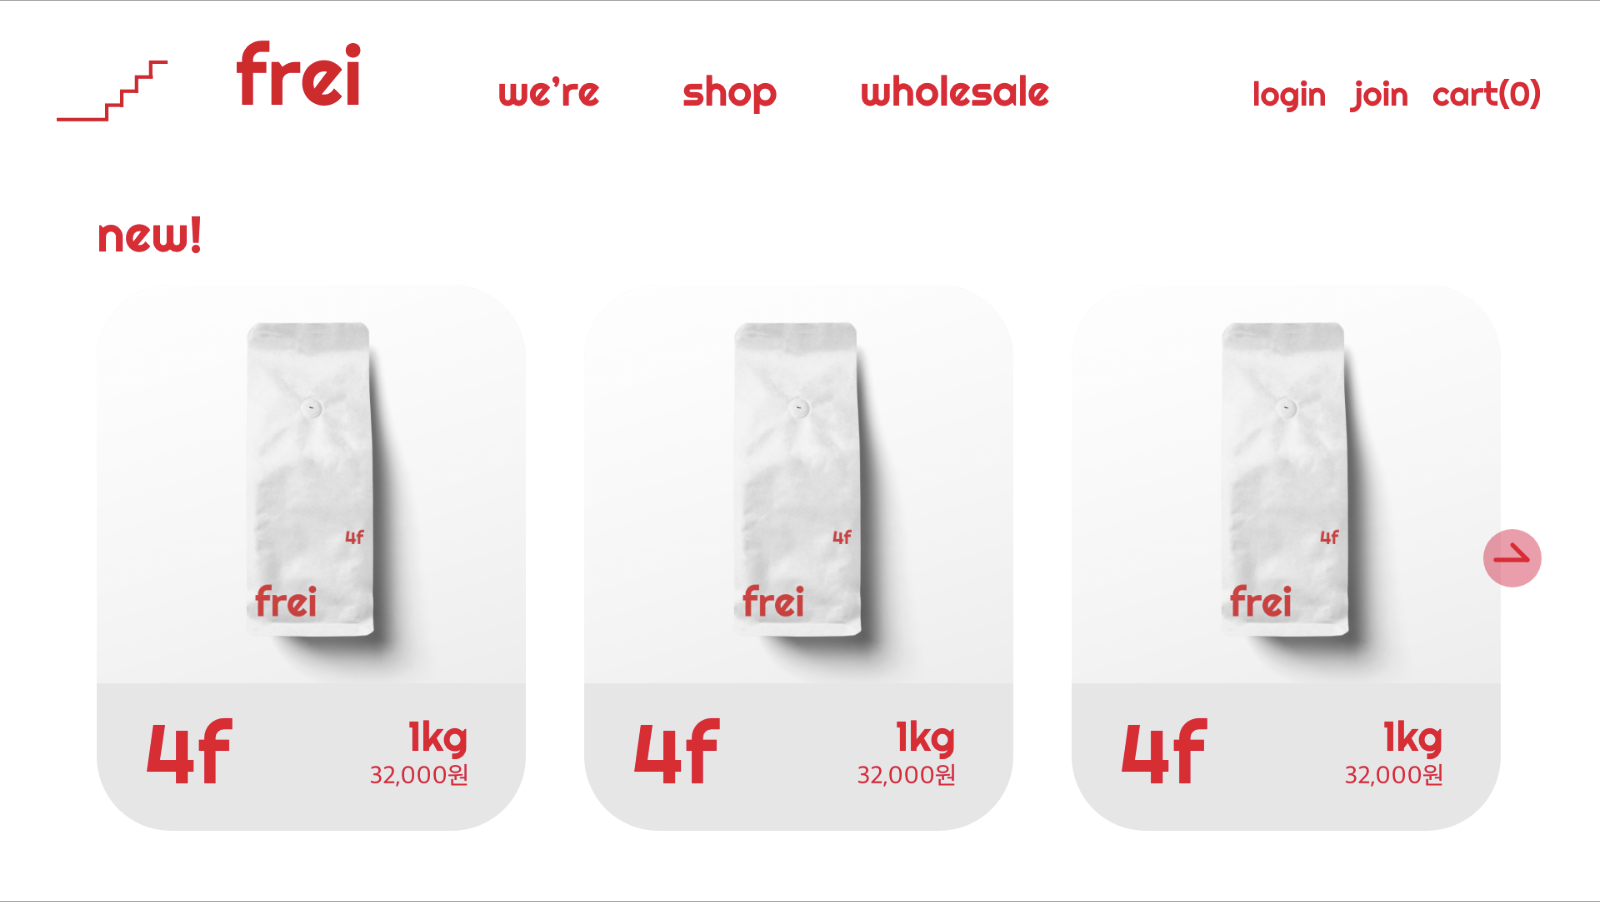 frei
we're shop wholesale
login join cart(0)
new!
4f
frei
4f
frei
4f
frei
4f
1kg
32,000원
4f
1kg
32,000원
4f
1kg
32,000원